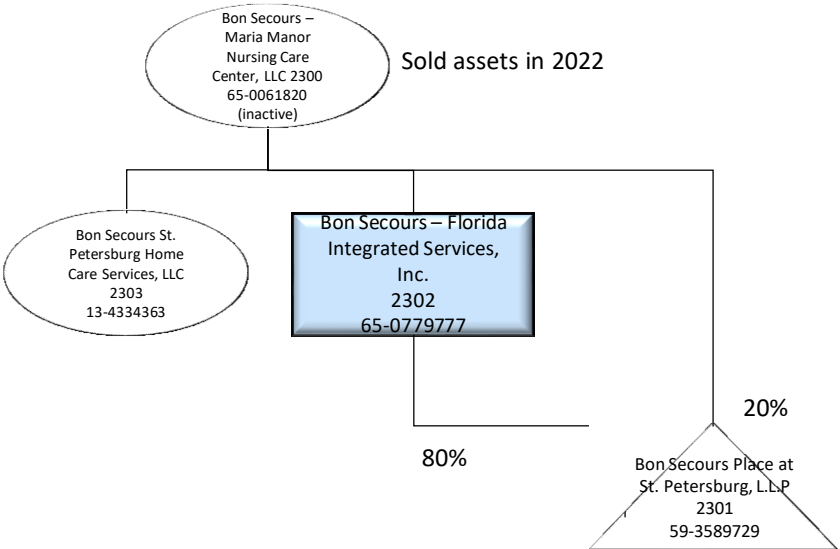 Bon Secours –
Maria Manor
Nursing Care
Center, LLC 2300
65-0061820
(inactive)
Sold assets in 2022
Bon Secours St.
Petersburg Home
Care Services, LLC
2303
13-4334363
Bon Secours – Florida
Integrated Services,
Inc.
2302
65-0779777
80%
20%
Bon Secours Place at
St. Petersburg, L.L.P
2301
59-3589729